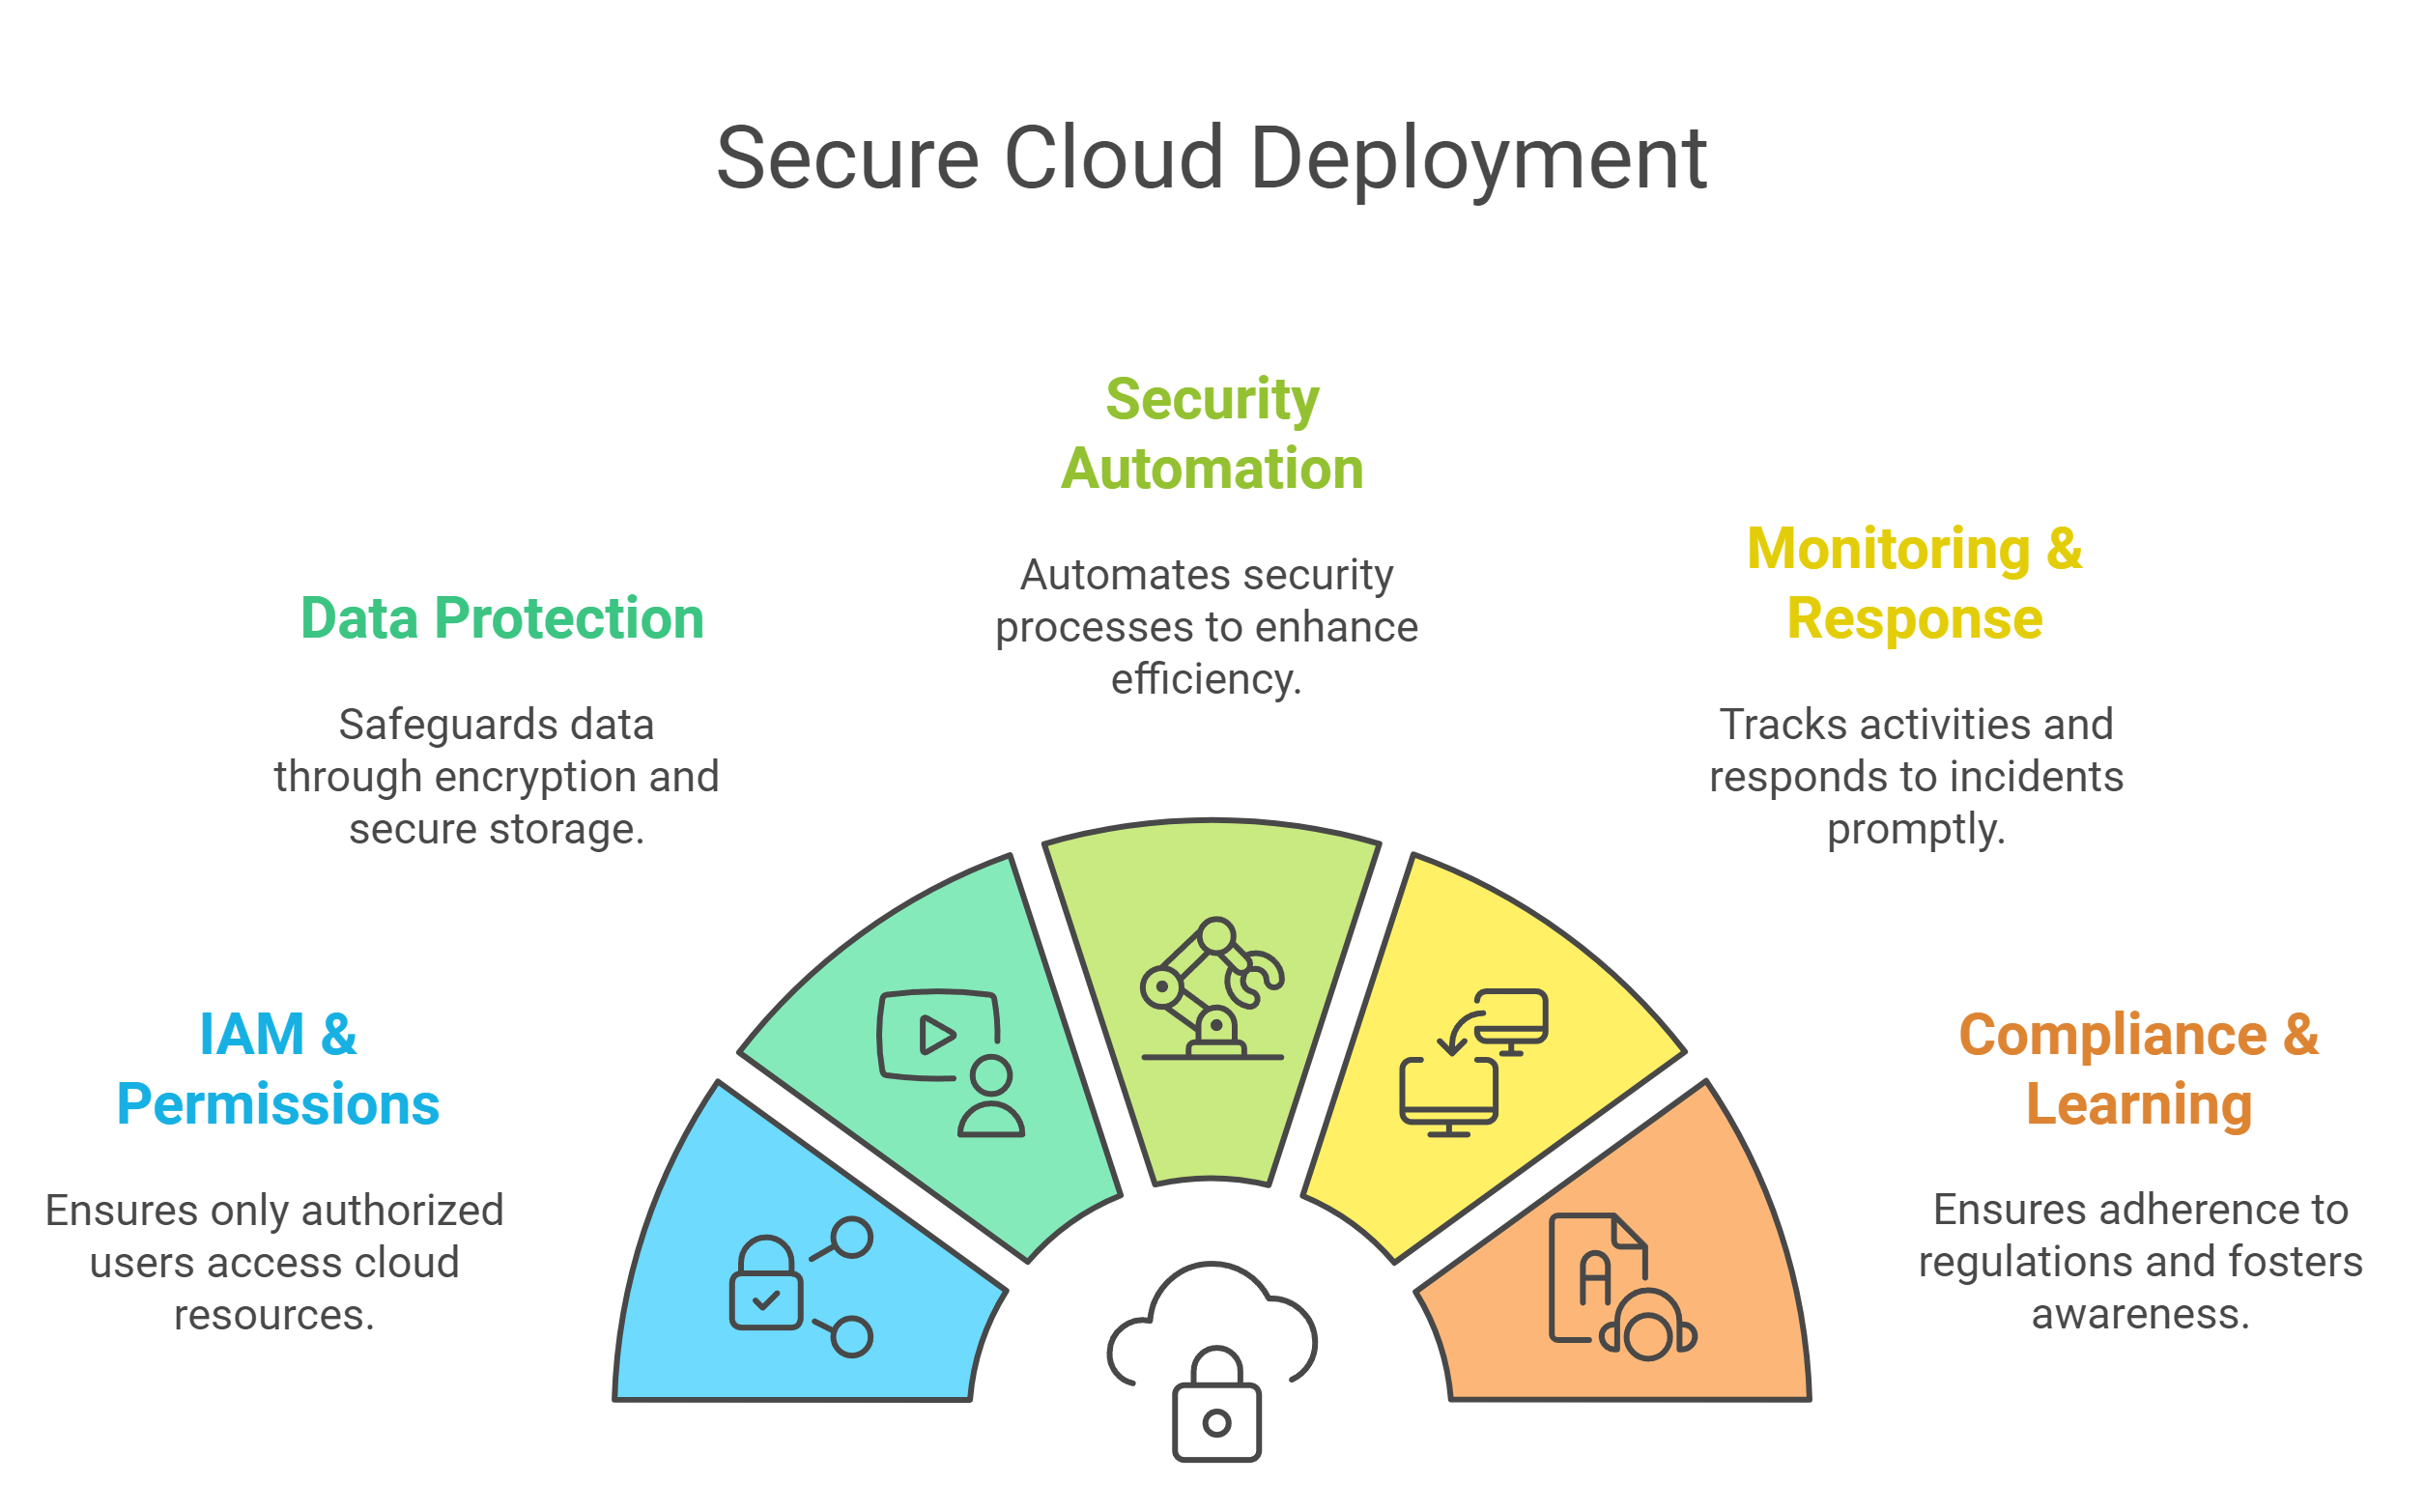 Secure Cloud Deployment
Security
Automation
Automates security
processes to enhance
efficiency.
Monitoring &
Response
Tracks activities and
responds to incidents
promptly.
Data Protection
Safeguards data
through encryption and
secure storage.
IAM &
Permissions
Ensures only authorized
users access cloud
resources.
Compliance &
Learning
Ensures adherence to
regulations and fosters
awareness.